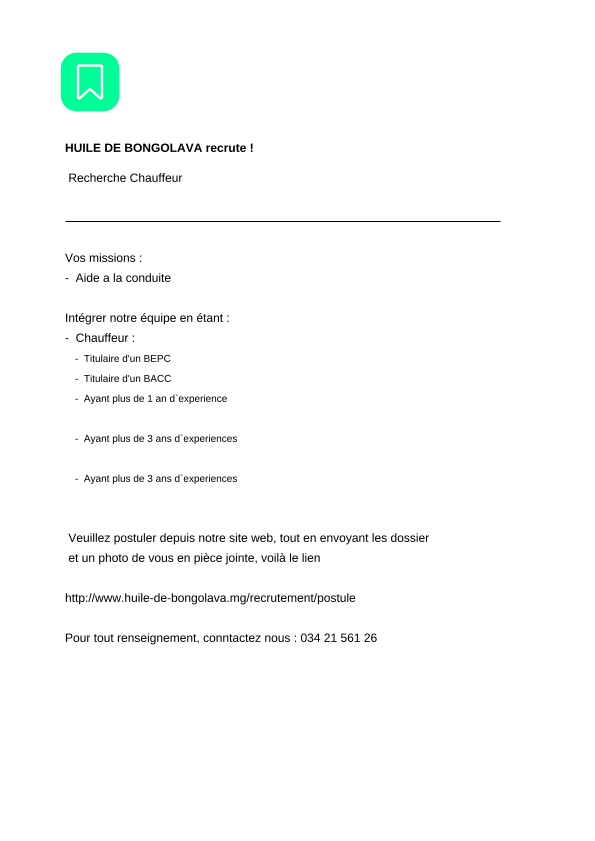 HUILE DE BONGOLAVA recrute !
Recherche Chauffeur
Vos missions :
- Aide a la conduite
Intégrer notre équipe en étant :
- Chauffeur :
- Titulaire d'un BEPC
- Titulaire d'un BACC
- Ayant plus de 1 an d`experience
- Ayant plus de 3 ans d`experiences
- Ayant plus de 3 ans d`experiences
Veuillez postuler depuis notre site web, tout en envoyant les dossier
et un photo de vous en pièce jointe, voilà le lien
http://www.huile-de-bongolava.mg/recrutement/postule
Pour tout renseignement, conntactez nous : 034 21 561 26